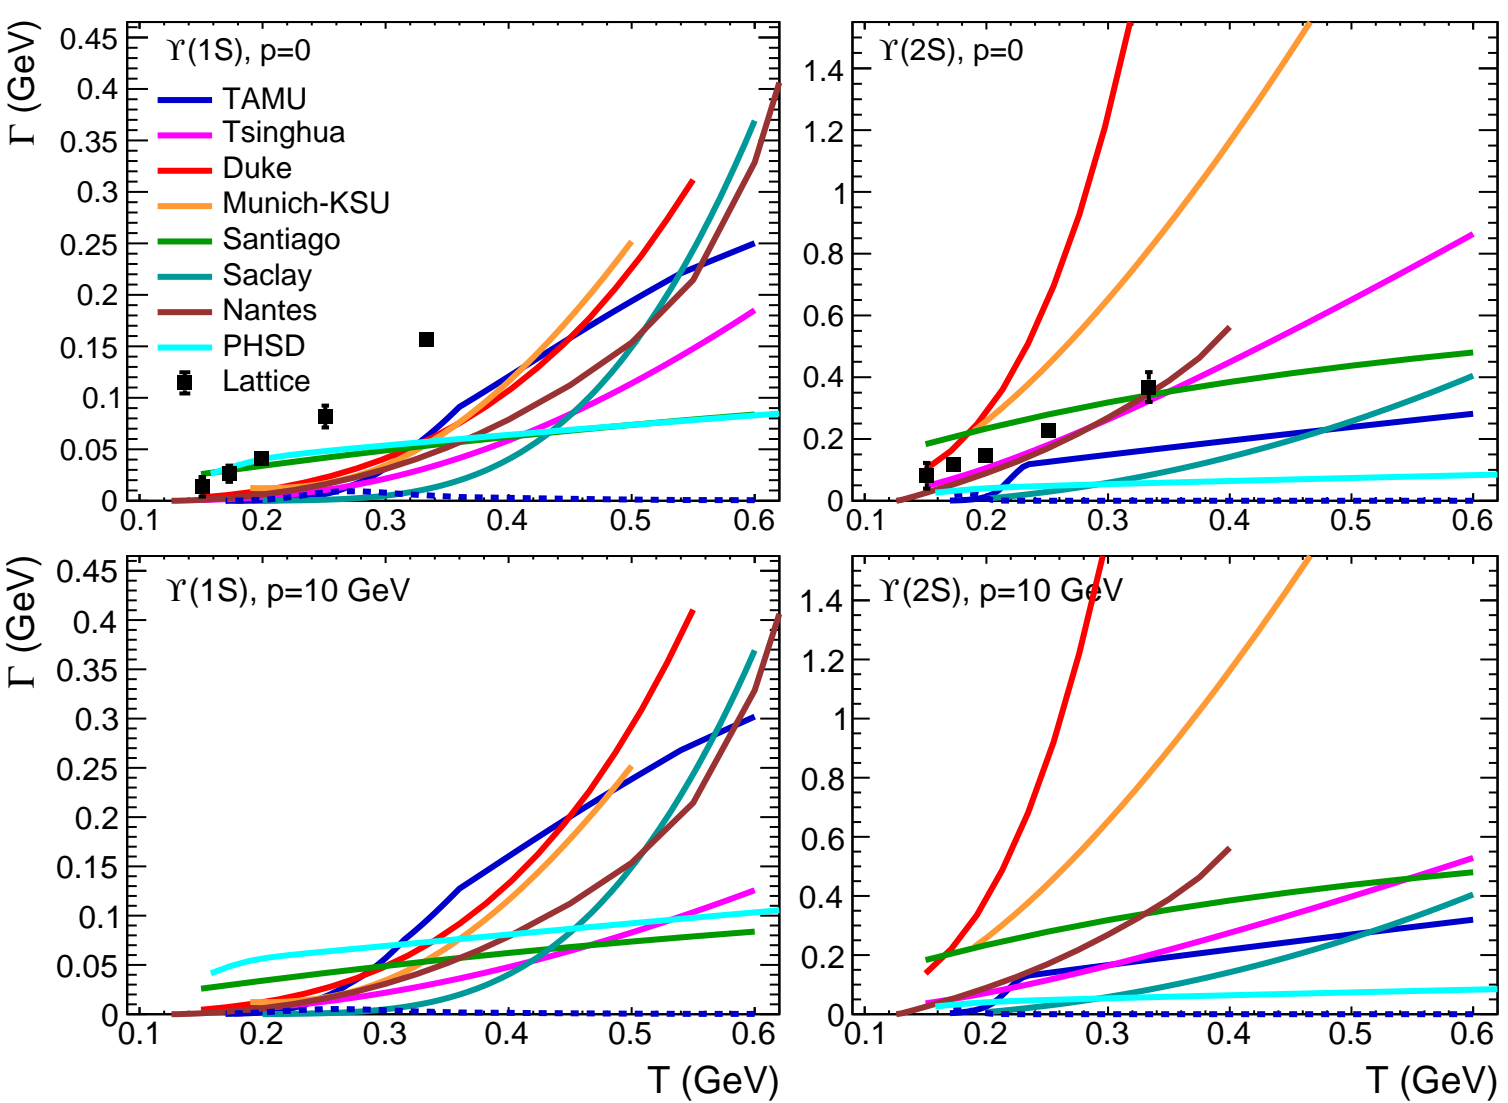 Γ (GeV)
0.45
0.4
0.35
0.3
0.25
0.2
0.15
0.1
0.05
0
ϒ(1S), p=0
TAMU
Tsinghua
Duke
Munich-KSU
Santiago
Saclay
Nantes
PHSD
Lattice
0.1 0.2 0.3 0.4 0.5 0.6
1.4
1.2
1
0.8
0.6
0.4
0.2
0
ϒ(2S), p=0
0.1 0.2 0.3 0.4 0.5 0.6
Γ (GeV)
0.45
0.4
0.35
0.3
0.25
0.2
0.15
0.1
0.05
0
ϒ(1S), p=10 GeV
0.1 0.2 0.3 0.4 0.5 0.6
T (GeV)
1.4
1.2
1
0.8
0.6
0.4
0.2
0
ϒ(2S), p=10 GeV
0.1 0.2 0.3 0.4 0.5 0.6
T (GeV)